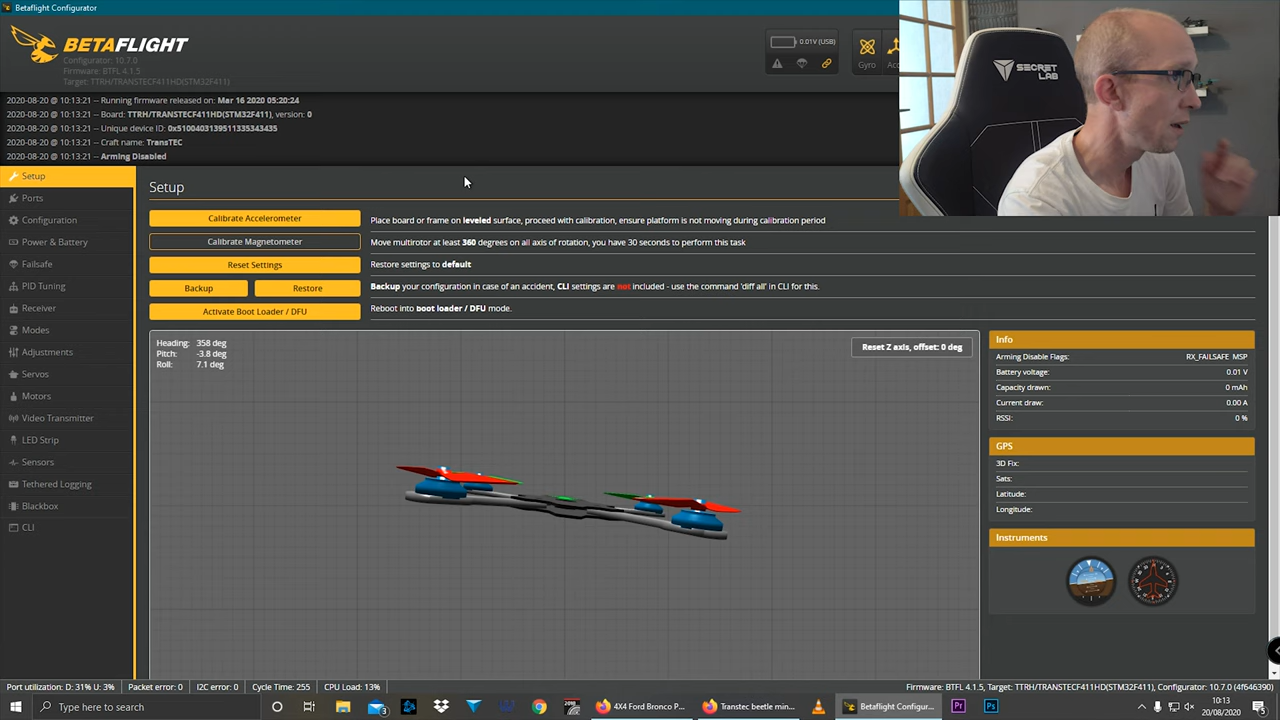 Betaflight Configurator
BETAFLIGHT
Configurator: 10.7.0
Firmware: BTFL 4.1.5
Target: TTRH/TRANSTECF411HD(STM32F411)
0.01V (USB)
Gyro
SECRET
LAB
2020-08-20 @ 10:13:21 -- Running firmware released on: Mar 16 2020 05:20:24
2020-08-20 @ 10:13:21 -- Board: TTRH/TRANSTECF411HD(STM32F411), version: 0
2020-08-20 @ 10:13:21 -- Unique device ID: 0x5100403139511335343435
2020-08-20 @ 10:13:21 -- Craft name: TransTEC
2020-08-20 @ 10:13:21 -- Arming Disabled
Setup
Ports
Configuration
Power & Battery
Failsafe
PID Tuning
Receiver
Modes
Adjustments
Servos
Motors
Video Transmitter
LED Strip
Sensors
Tethered Logging
Blackbox
CLI
Setup
Calibrate Accelerometer
Place board or frame on leveled surface, proceed with calibration, ensure platform is not moving during calibration period
Calibrate Magnetometer
Move multirotor at least 360 degrees on all axis of rotation, you have 30 seconds to perform this task
Reset Settings
Restore settings to default
Backup
Restore
Backup your configuration in case of an accident, CLI settings are not included - use the command 'diff all' in CLI for this.
Activate Boot Loader / DFU
Reboot into boot loader / DFU mode.
Heading: 358 deg
Pitch: -3.8 deg
Roll: 7.1 deg
Reset Z axis, offset: 0 deg
Info
Arming Disable Flags: RX_FAILSAFE MSP
Battery voltage: 0.01 V
Capacity drawn: 0 mAh
Current draw: 0.00 A
RSSI: 0 %
GPS
3D Fix:
Sats:
Latitude:
Longitude:
Instruments
Port utilization: D: 31% U: 3%
Packet error: 0
I2C error: 0
Cycle Time: 255
CPU Load: 13%
Firmware: BTFL 4.1.5, Target: TTRH/TRANSTECF411HD(STM32F411), Configurator: 10.7.0 (4f646390)
Type here to search
4X4 Ford Bronco P...
Transtec beetle min...
Betaflight Configur...
Pr
Ps
10:13
20/08/2020